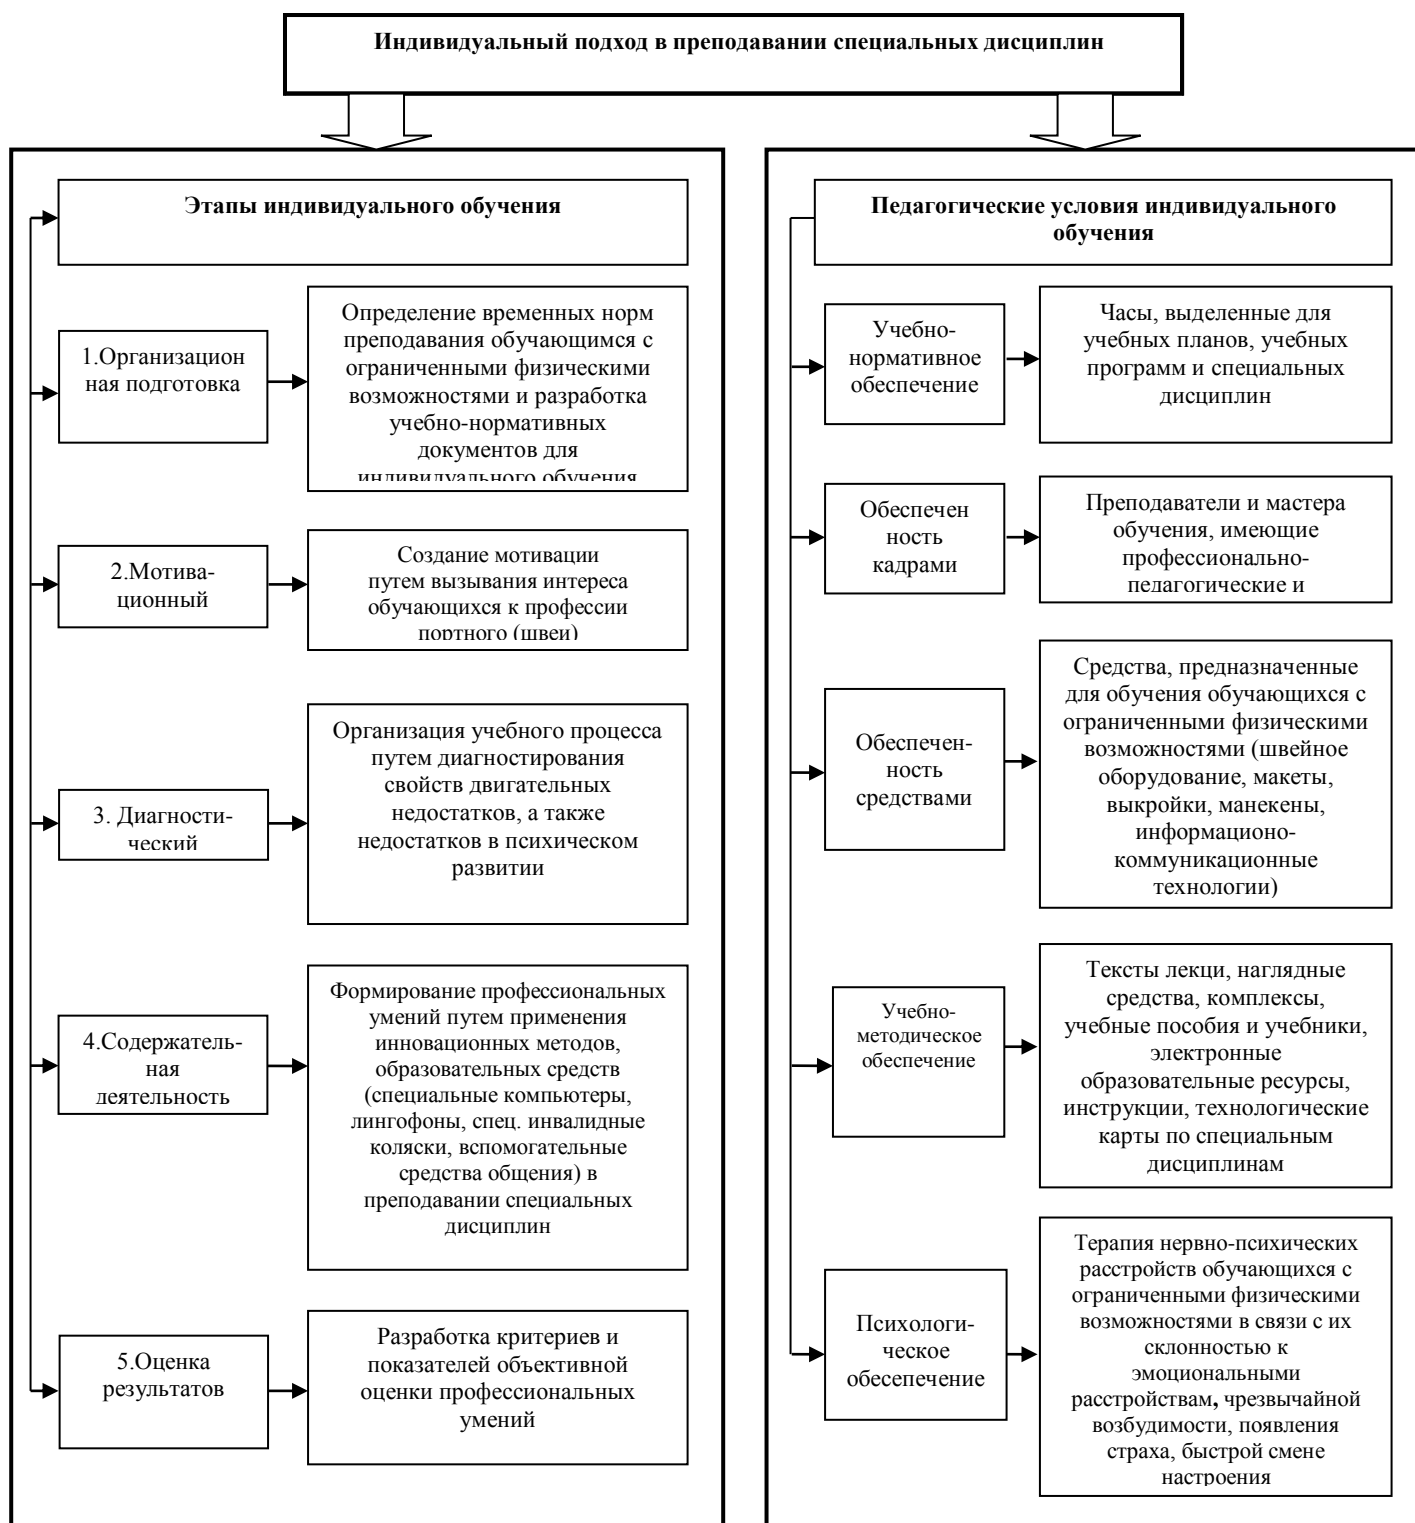 Индивидуальный подход в преподавании специальных дисциплин
Этапы индивидуального обучения
1.Организацион
ная подготовка
Определение временных норм
преподавания обучающимся с
ограниченными физическими
возможностями и разработка
учебно-нормативных
документов для
индивидуального обучения
2.Мотива-
ционный
Создание мотивации
путем вызывания интереса
обучающихся к профессии
портного (швеи)
3. Диагности-
ческий
Организация учебного процесса
путем диагностирования
свойств двигательных
недостатков, а также
недостатков в психическом
развитии
4.Содержатель-
ная
деятельность
Формирование профессиональных
умений путем применения
инновационных методов,
образовательных средств
(специальные компьютеры,
лингофоны, спец. инвалидные
коляски, вспомогательные
средства общения) в
преподавании специальных
дисциплин
5.Оценка
результатов
Разработка критериев и
показателей объективной
оценки профессиональных
умений
Педагогические условия индивидуального
обучения
Учебно-
нормативное
обеспечение
Часы, выделенные для
учебных планов, учебных
программ и специальных
дисциплин
Обеспечен
ность
кадрами
Преподаватели и мастера
обучения, имеющие
профессионально-
педагогические и
Обеспечен-
ность
средствами
Средства, предназначенные
для обучения обучающихся с
ограниченными физическими
возможностями (швейное
оборудование, макеты,
выкройки, манекены,
информационо-
коммуникационные
технологии)
Учебно-
методическое
обеспечение
Тексты лекци, наглядные
средства, комплексы,
учебные пособия и учебники,
электронные
образовательные ресурсы,
инструкции, технологические
карты по специальным
дисциплинам
Психологи-
ческое
обесепечение
Терапия нервно-психических
расстройств обучающихся с
ограниченными физическими
возможностями в связи с их
склонностью к
эмоциональными
расстройствам, чрезвычайной
возбудимости, появления
страха, быстрой смене
настроения